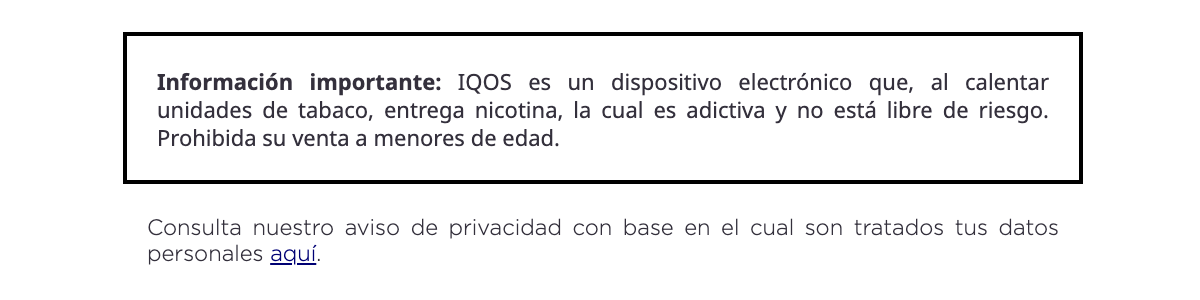 Información importante: IQOS es un dispositivo electrónico que, al calentar
unidades de tabaco, entrega nicotina, la cual es adictiva y no está libre de riesgo.
Prohibida su venta a menores de edad.
Consulta nuestro aviso de privacidad con base en el cual son tratados tus datos
personales aquí.